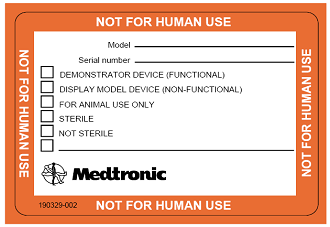 NOT FOR HUMAN USE
NOT FOR HUMAN USE
Model
Serial number
DEMONSTRATOR DEVICE (FUNCTIONAL)
DISPLAY MODEL DEVICE (NON-FUNCTIONAL)
FOR ANIMAL USE ONLY
STERILE
NOT STERILE
Medtronic
NOT FOR HUMAN USE
190329-002
NOT FOR HUMAN USE